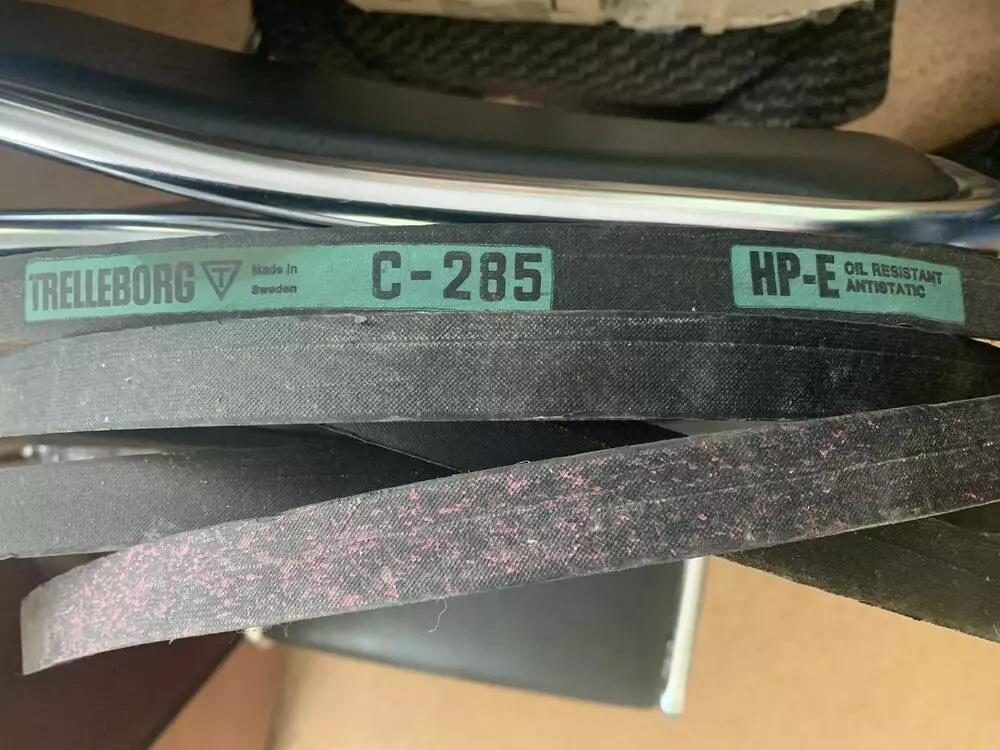 TRELLEBORG T Made in Sweden C-285
HP-E OIL RESISTANT ANTISTATIC